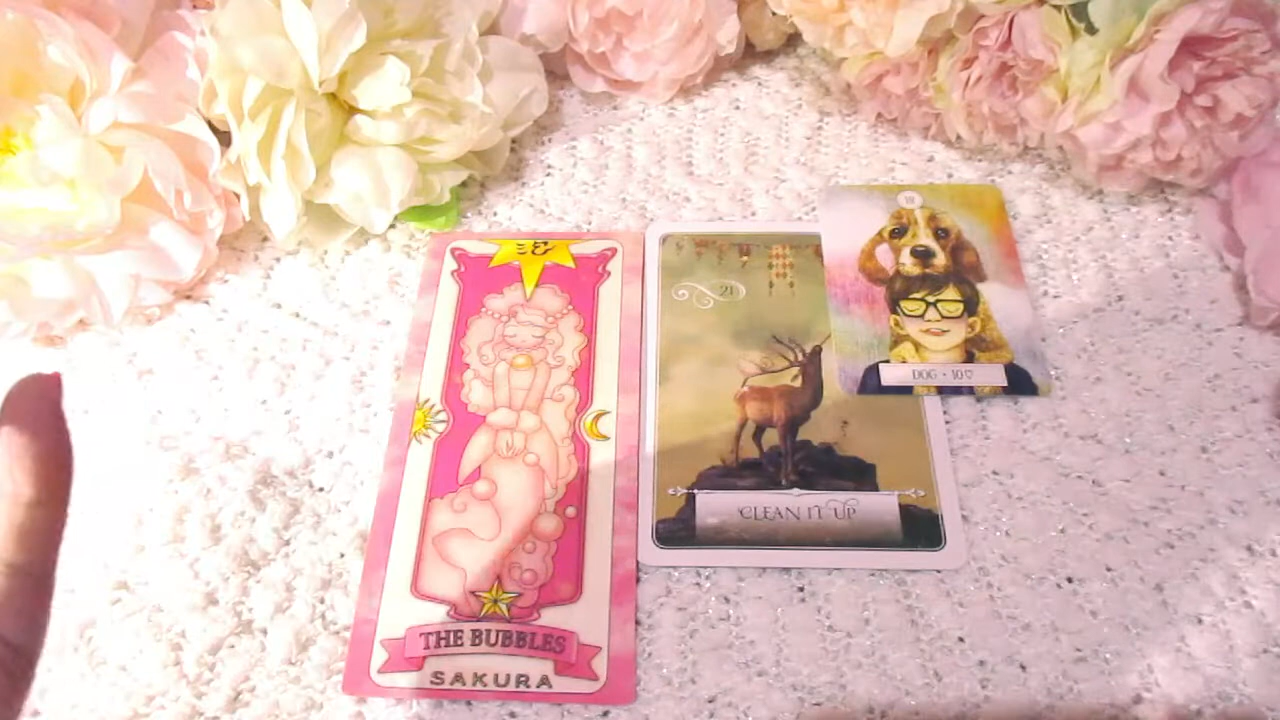 THE BUBBLES
SAKURA
21
CLEAN IT UP
DOG • 10♡